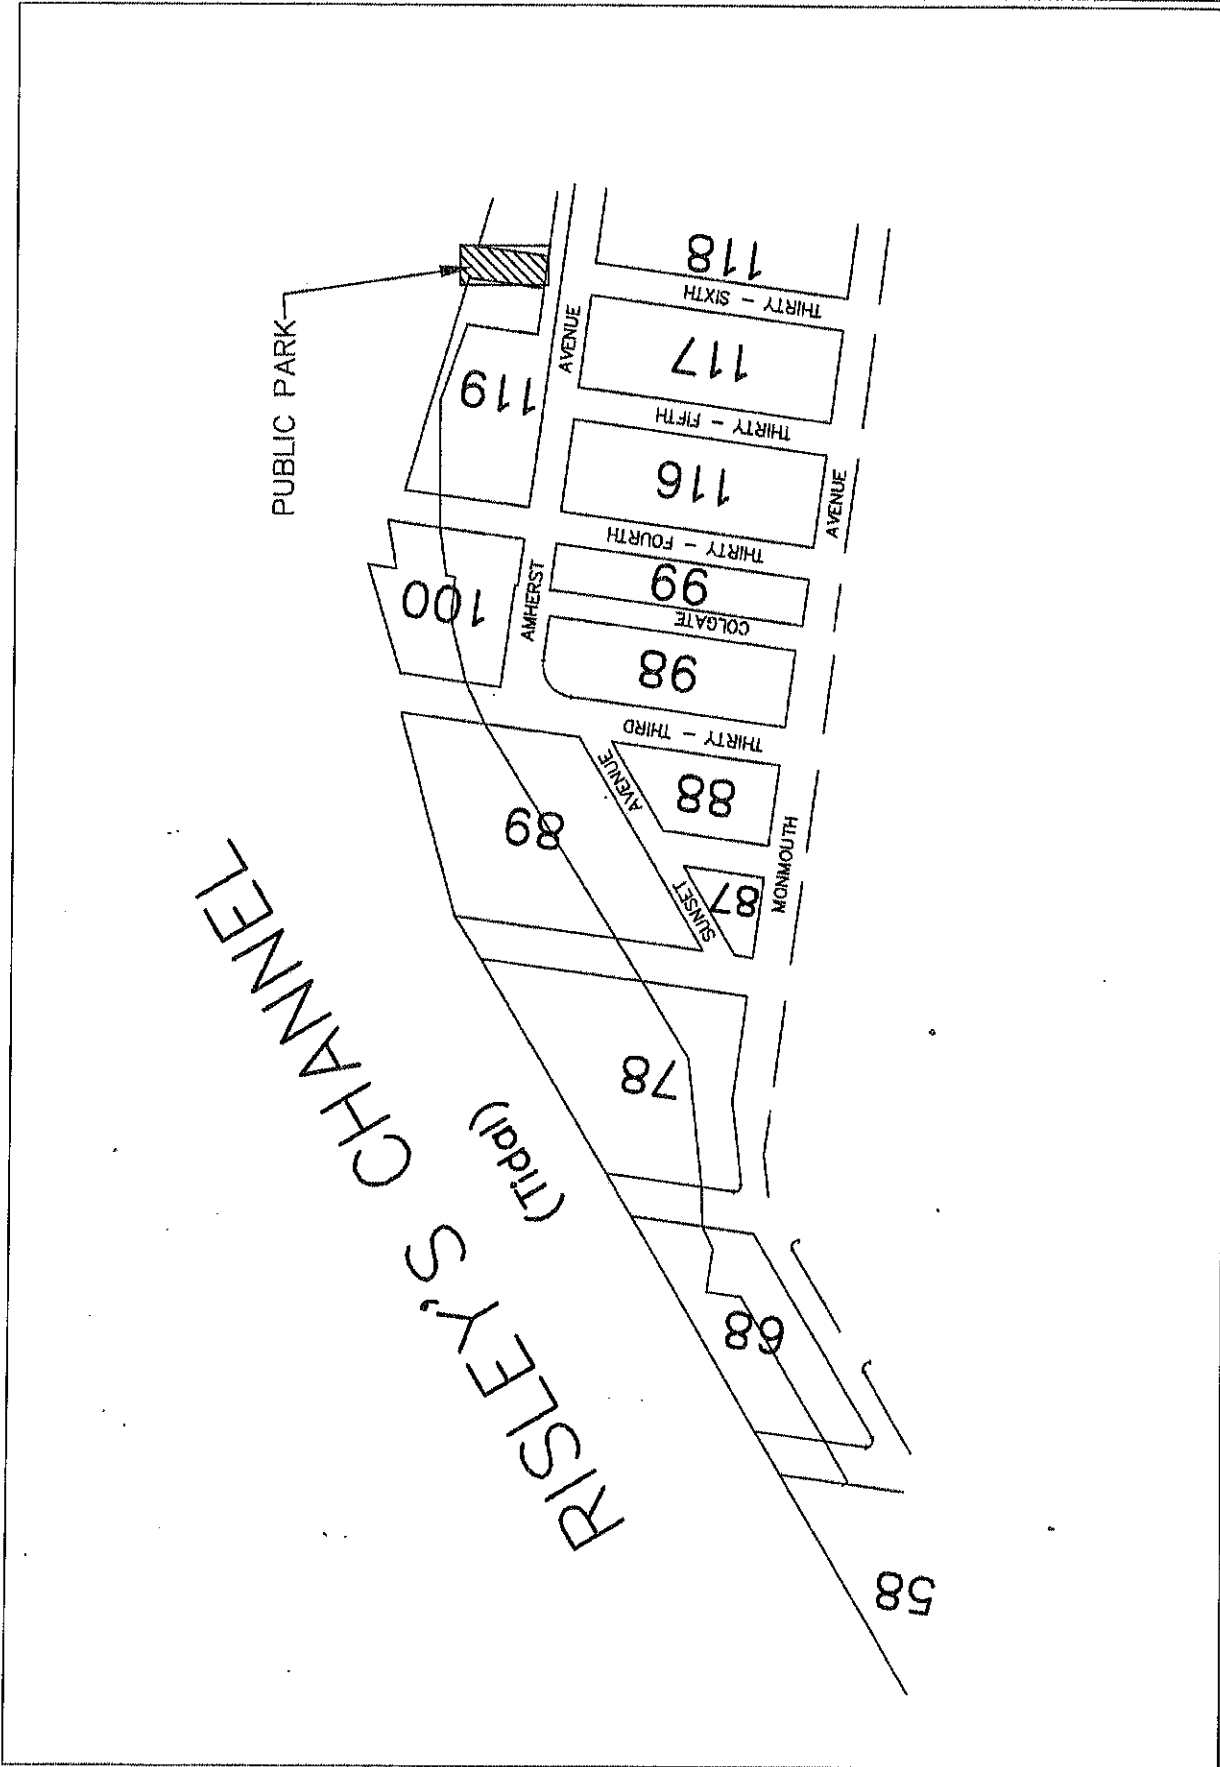 PUBLIC PARK
118
THIRTY - SIXTH
117
AVENUE
119
THIRTY - FIFTH
116
AVENUE
THIRTY - FOURTH
99
AMHERST
100
COLGATE
98
THIRTY - THIRD
AVENUE
88
89
MONMOUTH
87
SUNSET
RISLEY'S CHANNEL
(Tidal)
78
68
58